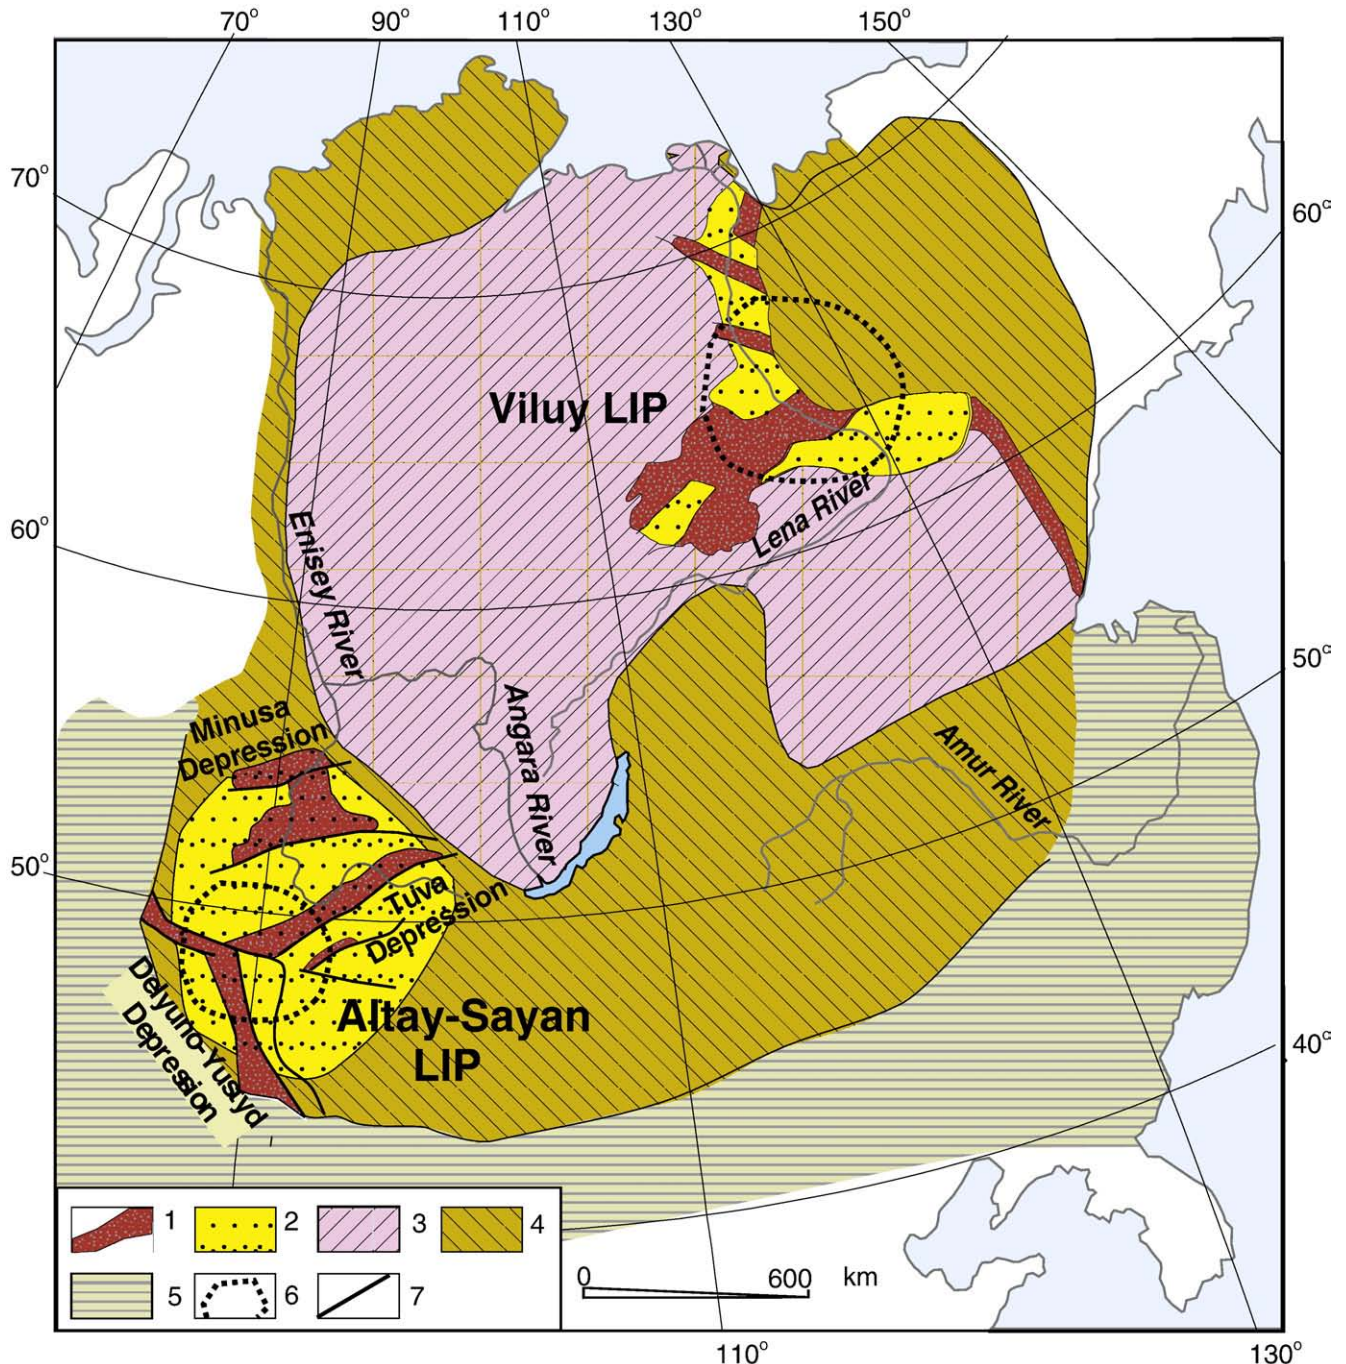 70° 90° 110° 130° 150°
70°
60°
Viluy LIP
Lena River
Enisey River
60°
50°
Angara River
Minusa
Depression
Amur River
50°
Tuva
Depression
Altay-Sayan
LIP
Delyuno-Yustyd
Depression
40°
1 2 3 4
5 6 7
0 600 km
110° 130°